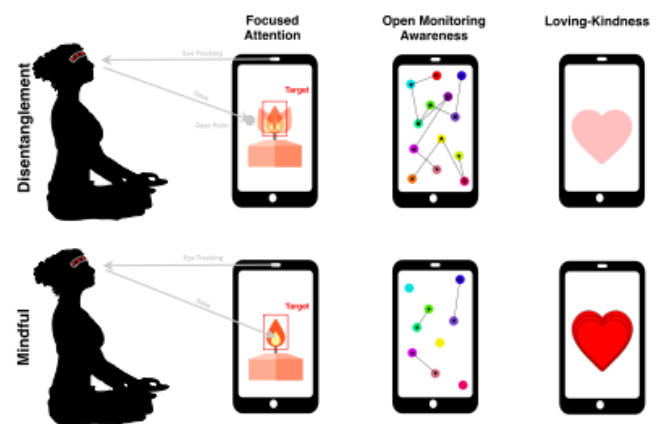 Focused
Attention
Open Monitoring
Awareness
Loving-Kindness
Disentanglement
Eye Tracking
Gaze
Gaze Point
Target
Mindful
Eye Tracking
Gaze
Target